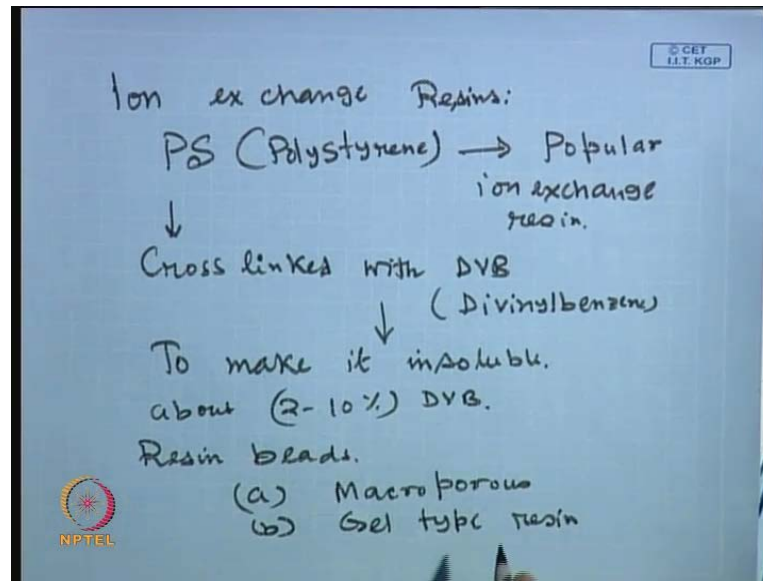 © CET
I.I.T. KGP
Ion exchange Resins:
PS (Polystyrene) → Popular
ion exchange
resin.
↓
Cross linked with DVB
(Divinylbenzene)
↓
To make it insoluble.
about (2-10%) DVB.
Resin beads.
(a) Macroporous
(b) Gel type resin
NPTEL